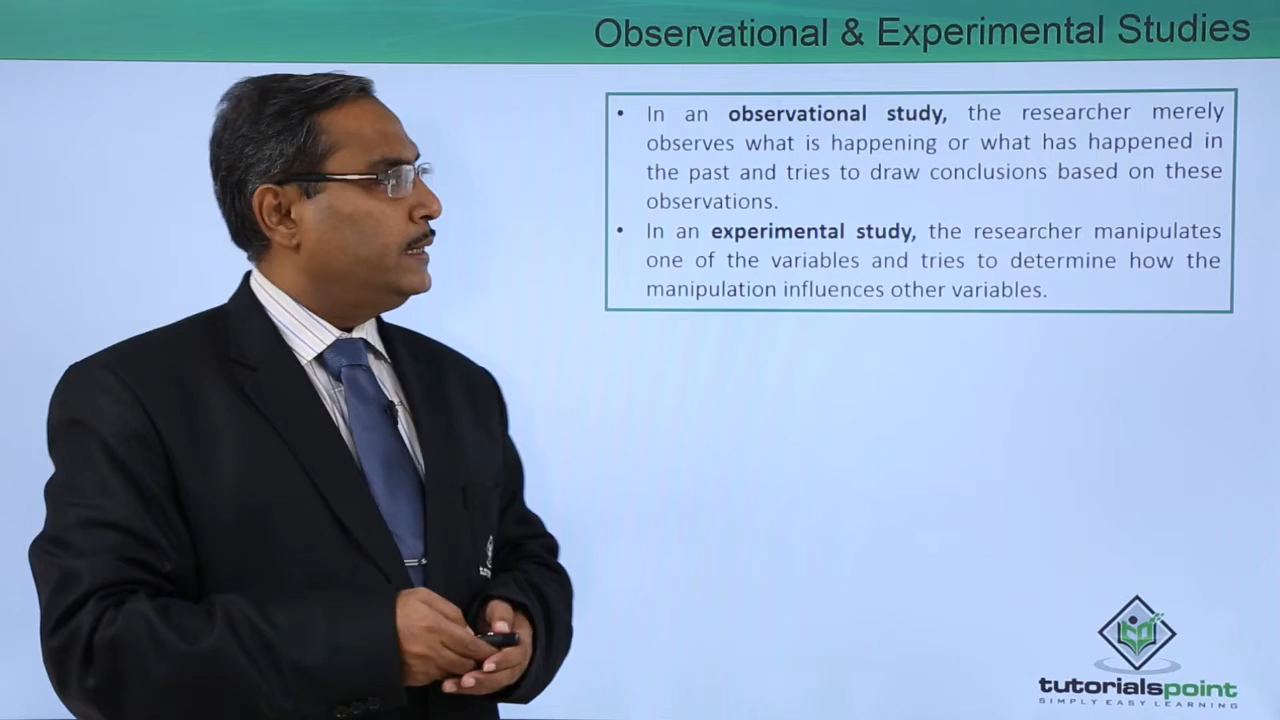 Observational & Experimental Studies
• In an observational study, the researcher merely
observes what is happening or what has happened in
the past and tries to draw conclusions based on these
observations.
• In an experimental study, the researcher manipulates
one of the variables and tries to determine how the
manipulation influences other variables.
tutorialspoint
SIMPLY EASY LEARNING